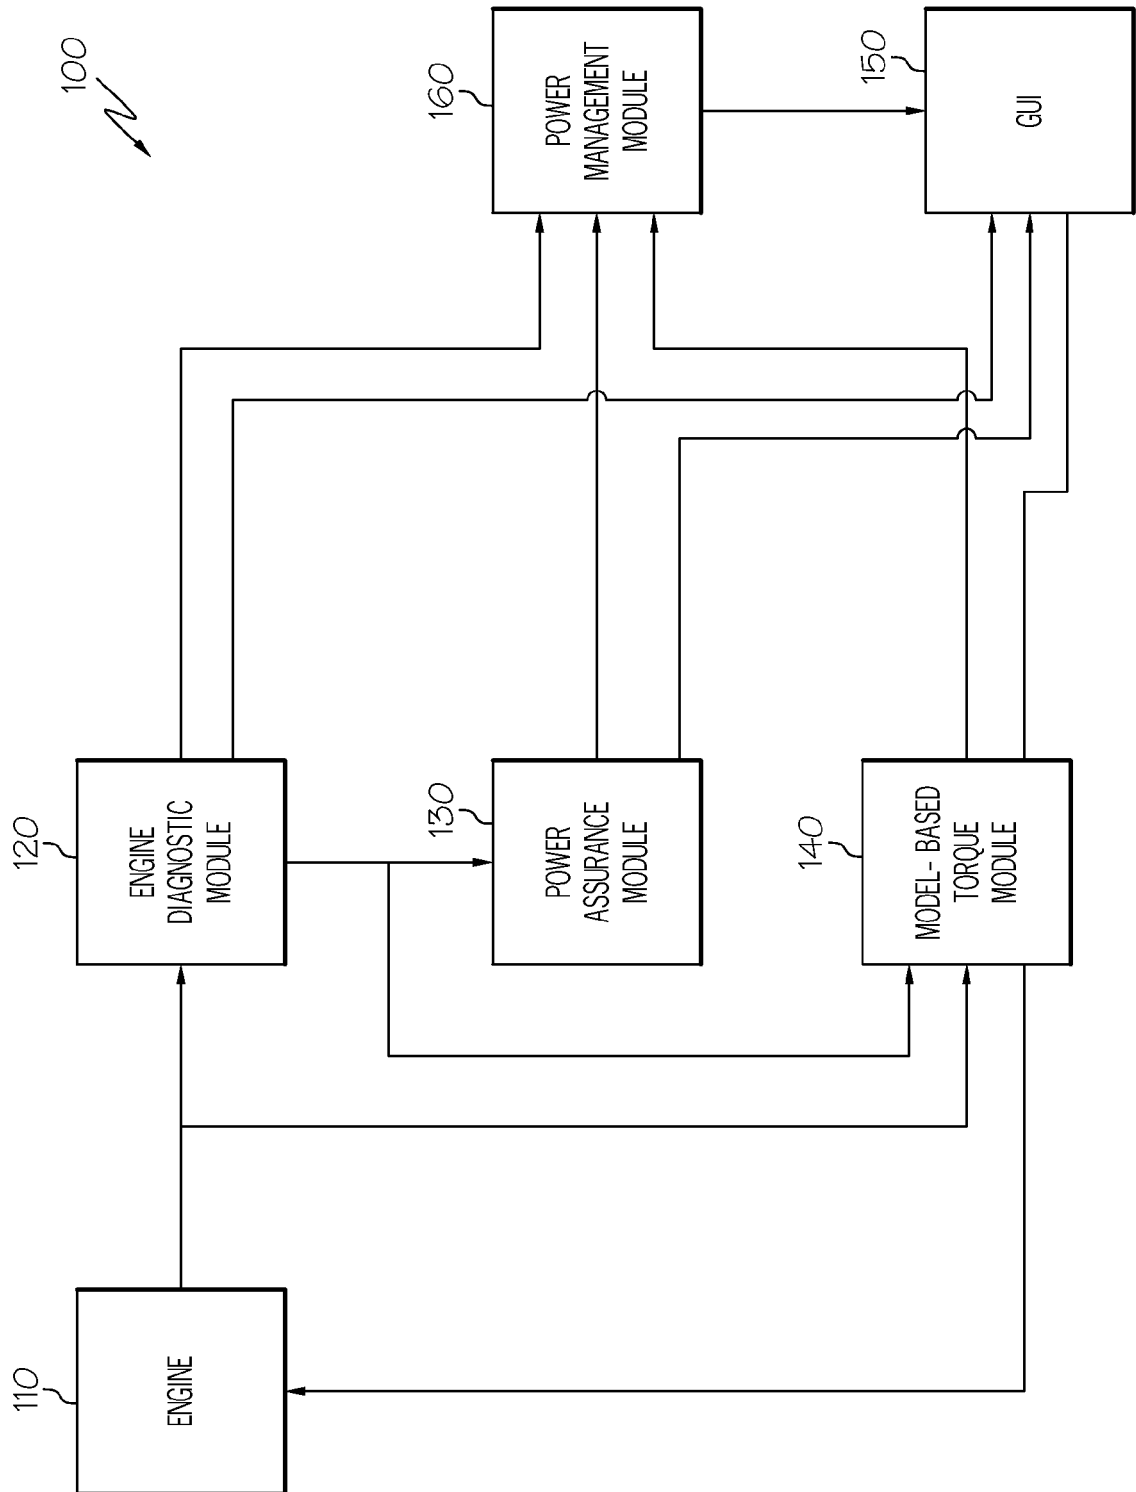 100
110
ENGINE
120
ENGINE
DIAGNOSTIC
MODULE
130
POWER
ASSURANCE
MODULE
140
MODEL- BASED
TORQUE
MODULE
160
POWER
MANAGEMENT
MODULE
150
GUI